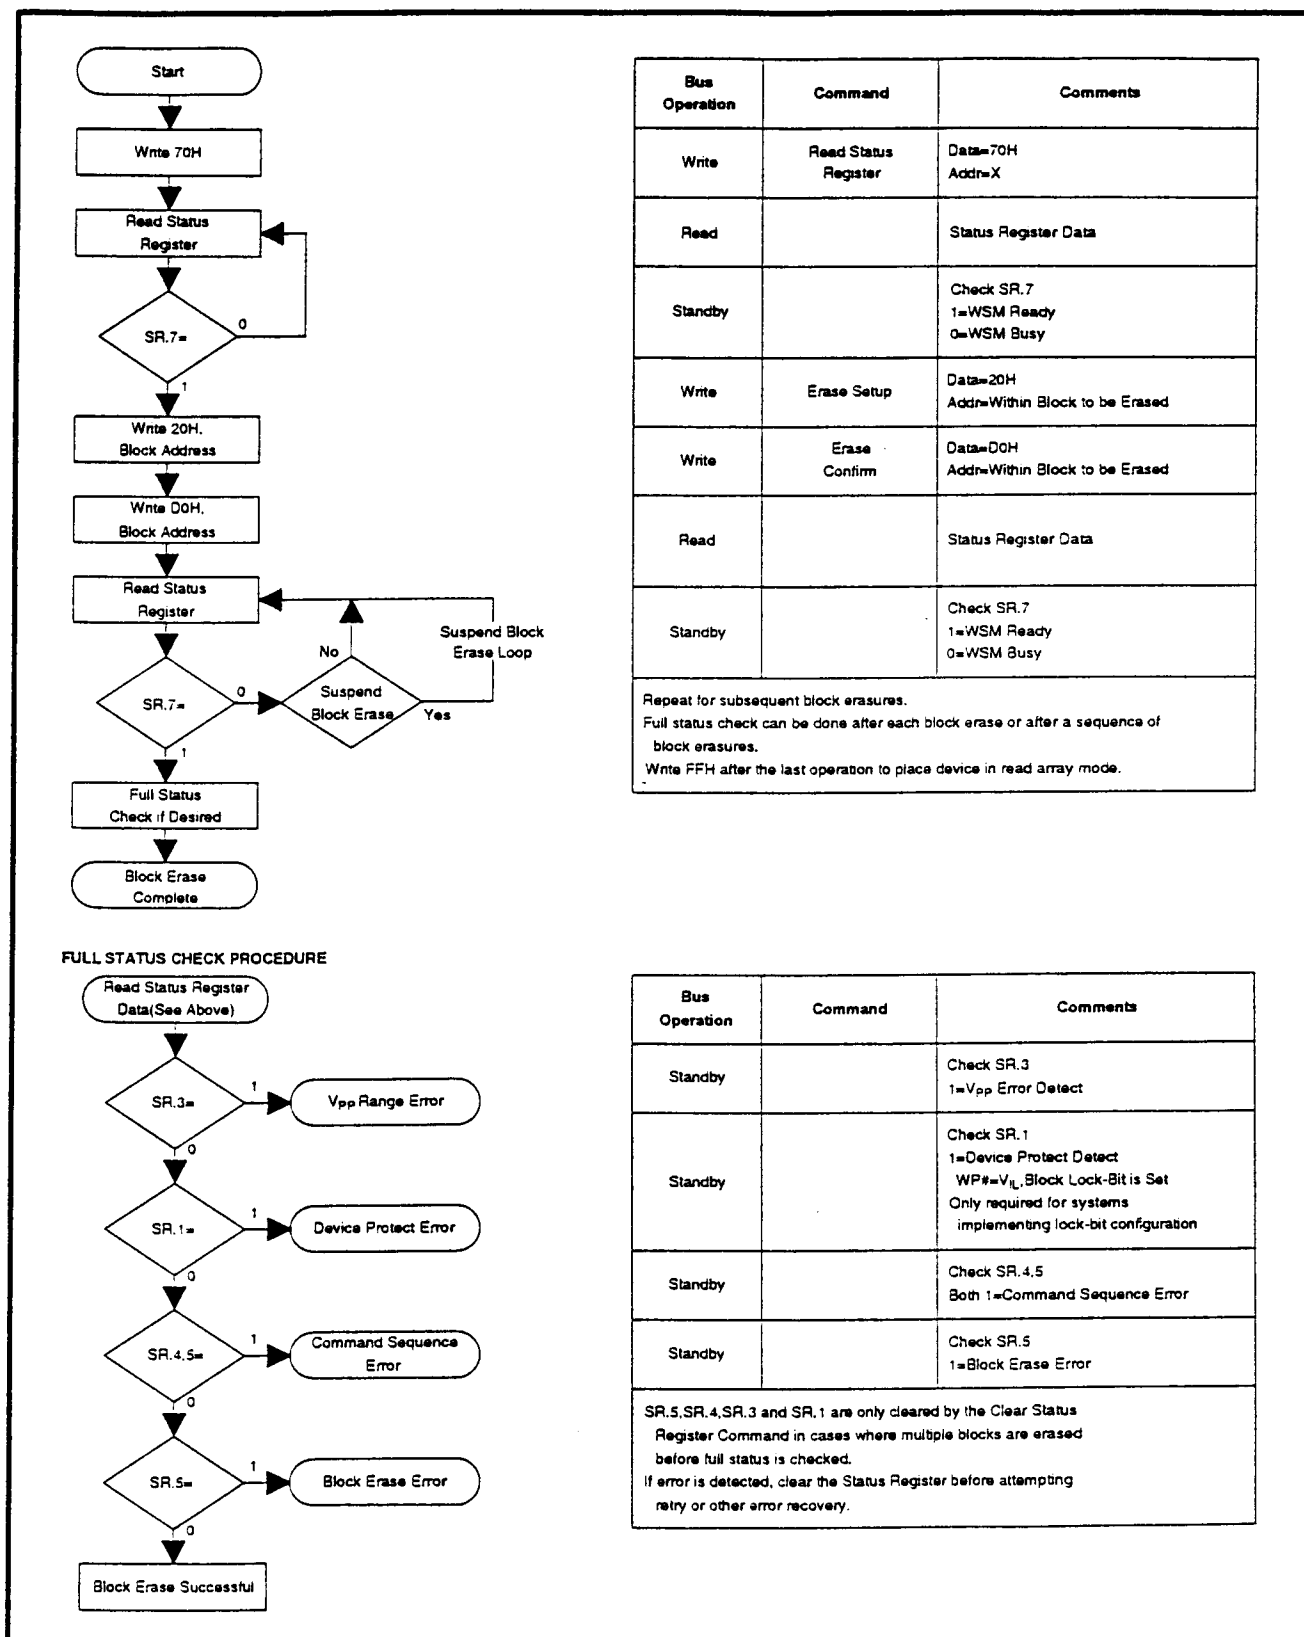 Start
Write 70H
Read Status
Register
SR.7=
0
1
Write 20H,
Block Address
Write D0H,
Block Address
Read Status
Register
SR.7=
0
1
Suspend
Block Erase
No
Yes
Suspend Block
Erase Loop
Full Status
Check if Desired
Block Erase
Complete
Bus
Operation
Command
Comments
Write
Read Status
Register
Data=70H
Addr=X
Read
Status Register Data
Standby
Check SR.7
1=WSM Ready
0=WSM Busy
Write
Erase Setup
Data=20H
Addr=Within Block to be Erased
Write
Erase
Confirm
Data=D0H
Addr=Within Block to be Erased
Read
Status Register Data
Standby
Check SR.7
1=WSM Ready
0=WSM Busy
Repeat for subsequent block erasures.
Full status check can be done after each block erase or after a sequence of
block erasures.
Write FFH after the last operation to place device in read array mode.
FULL STATUS CHECK PROCEDURE
Read Status Register
Data(See Above)
SR.3=
1
VPP Range Error
0
SR.1=
1
Device Protect Error
0
SR.4,5=
1
Command Sequence
Error
0
SR.5=
1
Block Erase Error
0
Block Erase Successful
Bus
Operation
Command
Comments
Standby
Check SR.3
1=VPP Error Detect
Standby
Check SR.1
1=Device Protect Detect
WP#=VIL,Block Lock-Bit is Set
Only required for systems
implementing lock-bit configuration
Standby
Check SR.4,5
Both 1=Command Sequence Error
Standby
Check SR.5
1=Block Erase Error
SR.5,SR.4,SR.3 and SR.1 are only cleared by the Clear Status
Register Command in cases where multiple blocks are erased
before full status is checked.
If error is detected, clear the Status Register before attempting
retry or other error recovery.